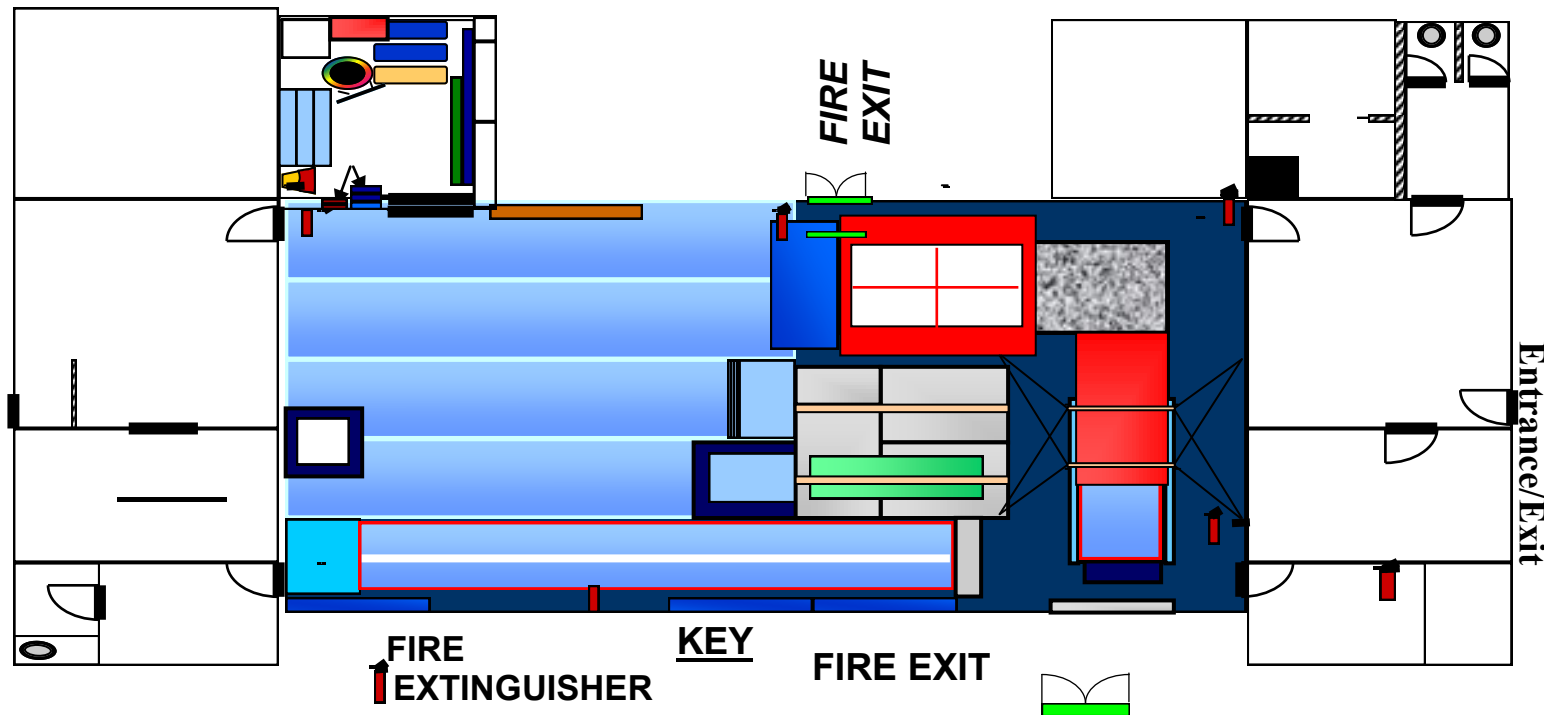 FIRE
EXIT
Entrance/Exit
KEY
FIRE
EXTINGUISHER
FIRE EXIT